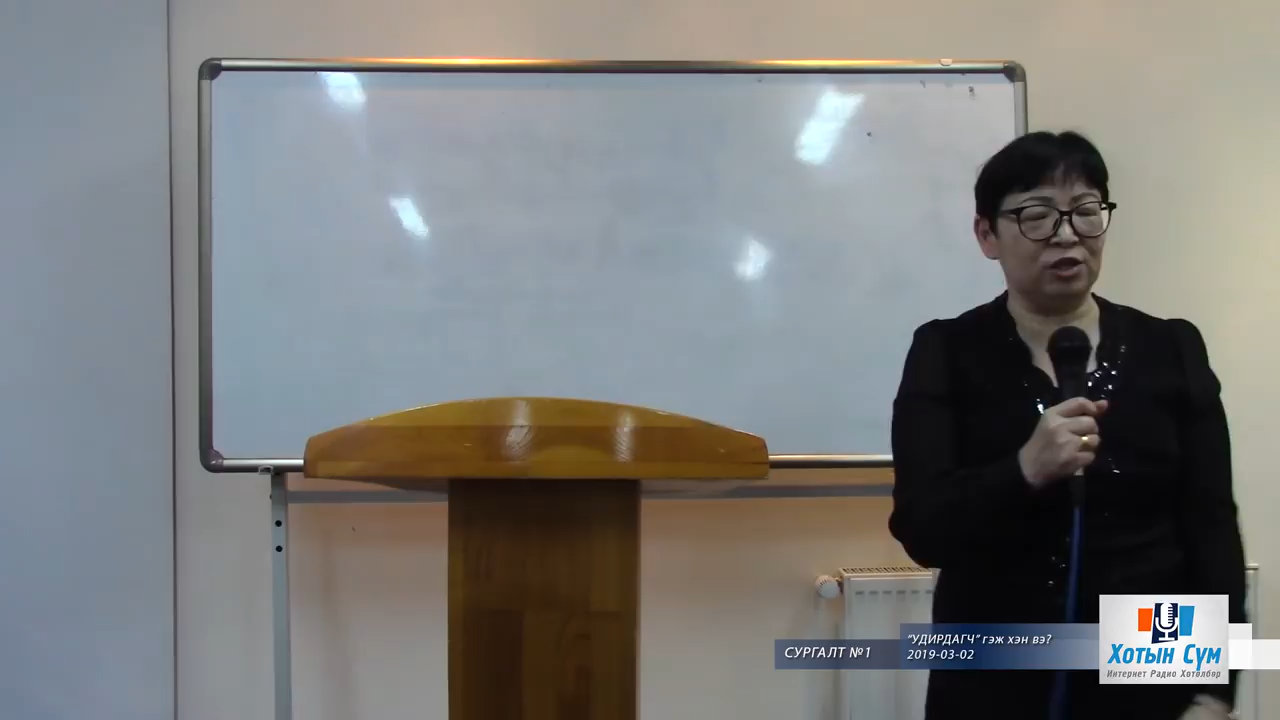 СУРГАЛТ №1
"УДИРДАГЧ" гэж хэн вэ?
2019-03-02
Хотын Сүм
Интернет Радио Хөтөлбөр